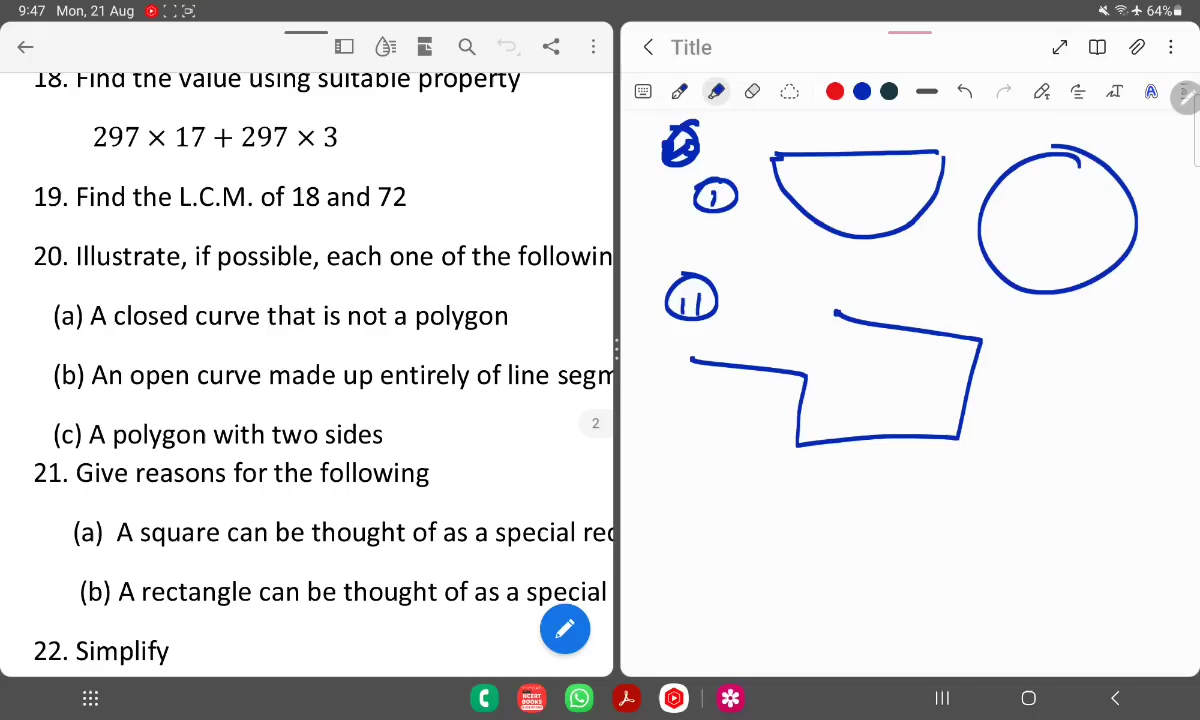 9:47 Mon, 21 Aug
64%
18. Find the value using suitable property
297 × 17 + 297 × 3
19. Find the L.C.M. of 18 and 72
20. Illustrate, if possible, each one of the followin
(a) A closed curve that is not a polygon
(b) An open curve made up entirely of line segm
(c) A polygon with two sides
2
21. Give reasons for the following
(a) A square can be thought of as a special rec
(b) A rectangle can be thought of as a special
22. Simplify
Title
i
ii
NCERT
BOOKS